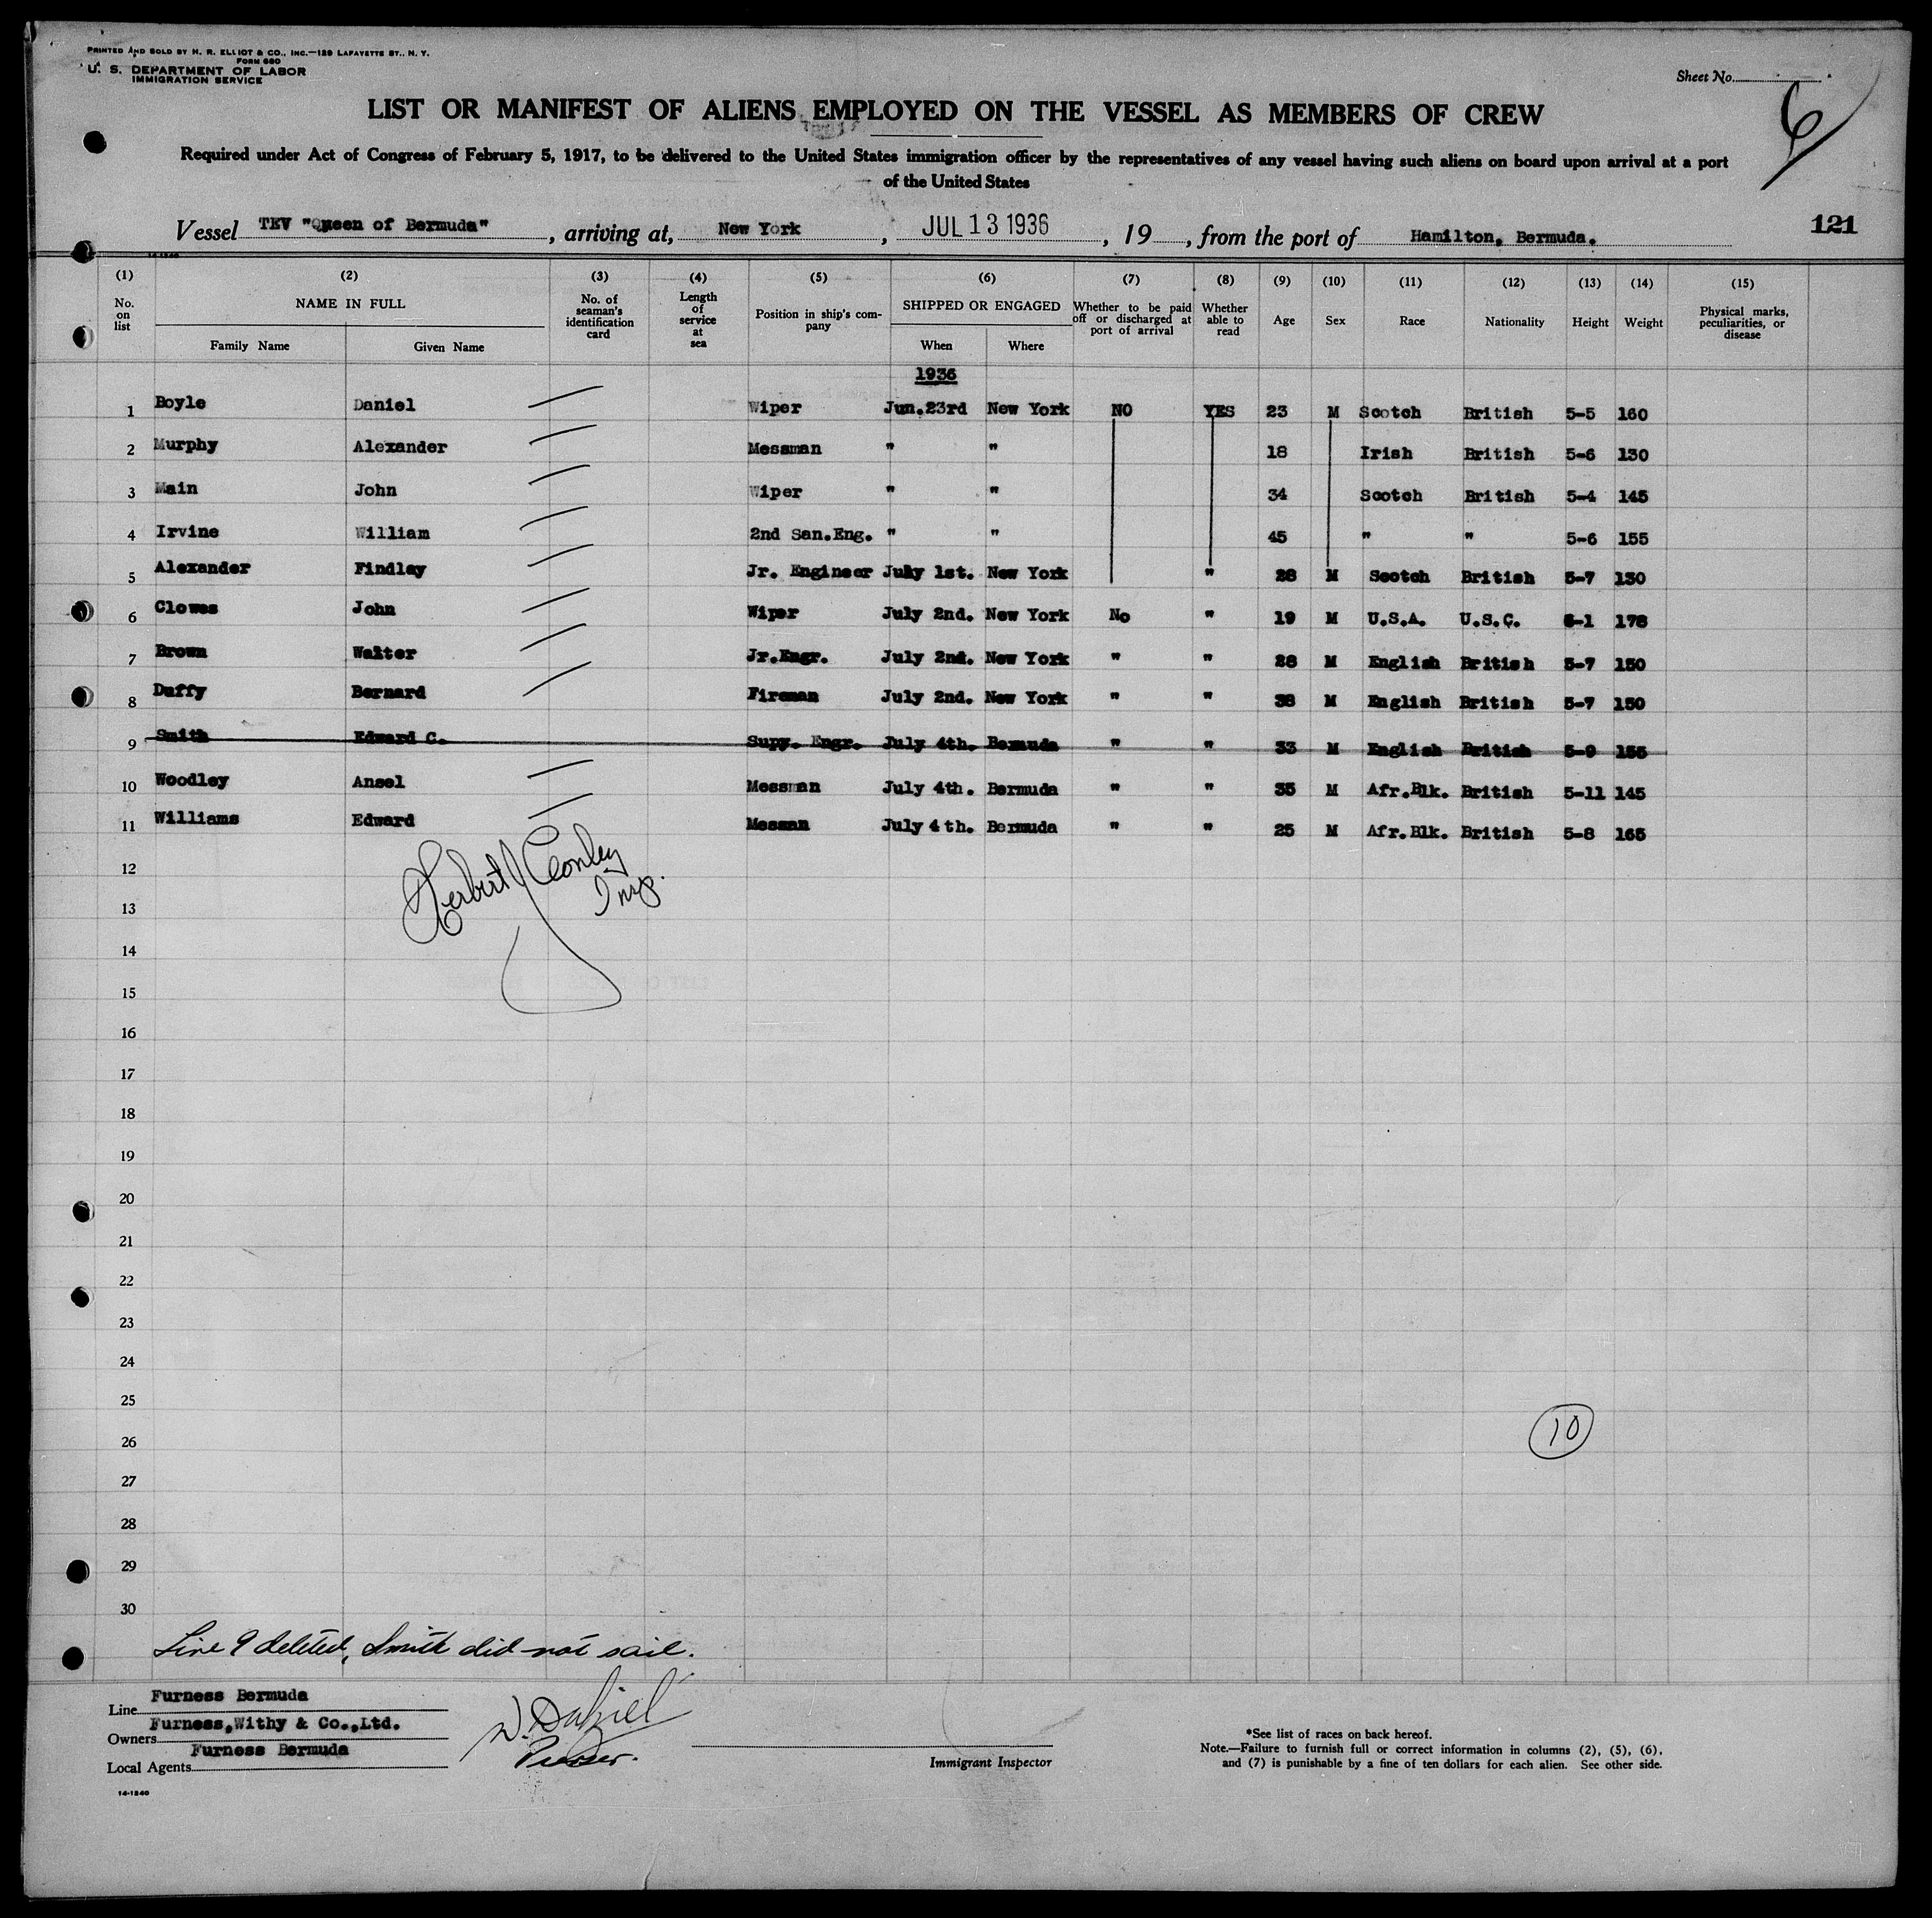 PRINTED AND SOLD BY H. R. ELLIOT & CO., INC.—129 LAFAYETTE ST., N. Y.
FORM 680
U. S. DEPARTMENT OF LABOR
IMMIGRATION SERVICE
Sheet No.
6
LIST OR MANIFEST OF ALIENS EMPLOYED ON THE VESSEL AS MEMBERS OF CREW
Required under Act of Congress of February 5, 1917, to be delivered to the United States immigration officer by the representatives of any vessel having such aliens on board upon arrival at a port
of the United States
Vessel TEV "Queen of Bermuda", arriving at, New York, JUL 13 1936, 19, from the port of Hamilton, Bermuda.
121
14-1240
(1) (2) (3) (4) (5) (6) (7) (8) (9) (10) (11) (12) (13) (14) (15)
No. on list NAME IN FULL Family Name Given Name No. of seaman's identification card Length of service at sea Position in ship's company SHIPPED OR ENGAGED When Where Whether to be paid off or discharged at port of arrival Whether able to read Age Sex Race Nationality Height Weight Physical marks, peculiarities, or disease
1936
1 Boyle Daniel Wiper Jun.23rd New York NO YES 23 M Scotch British 5-5 160
2 Murphy Alexander Messman " " 18 Irish British 5-6 130
3 Main John Wiper " " 34 Scotch British 5-4 145
4 Irvine William 2nd San.Eng. " " 45 " " 5-6 155
5 Alexander Findlay Jr. Engineer July 1st. New York " 28 M Scotch British 5-7 130
6 Clowes John Wiper July 2nd. New York No " 19 M U.S.A. U.S.C. 6-1 178
7 Brown Walter Jr.Engr. July 2nd. New York " " 28 M English British 5-7 150
8 Duffy Bernard Fireman July 2nd. New York " " 38 M English British 5-7 150
9 Smith Edward C. Supy. Engr. July 4th. Bermuda " " 33 M English British 5-9 155
10 Woodley Ansel Messman July 4th. Bermuda " " 35 M Afr.Blk. British 5-11 145
11 Williams Edward Mesman July 4th. Bermuda " " 25 M Afr.Blk. British 5-8 165
12
Herbert J Conley
Insp.
13
14
15
16
17
18
19
20
21
22
23
24
25
10
26
27
28
29
30
Line 9 deleted, Smith did not sail.
Line Furness Bermuda
Owners Furness,Withy & Co.,Ltd.
Local Agents Furness Bermuda
Purser.
Immigrant Inspector
*See list of races on back hereof.
Note.—Failure to furnish full or correct information in columns (2), (5), (6),
and (7) is punishable by a fine of ten dollars for each alien. See other side.
14-1240